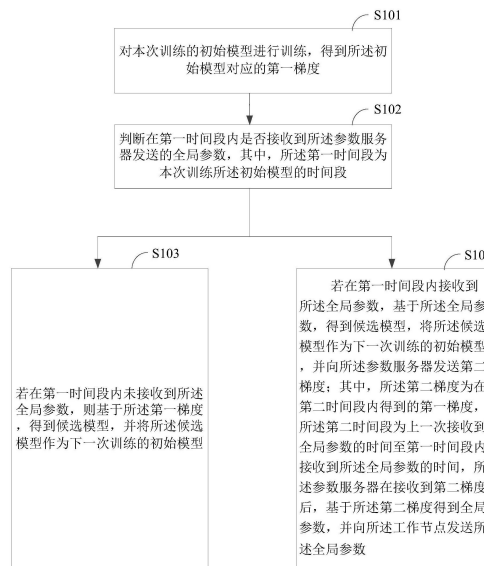 S101
对本次训练的初始模型进行训练，得到所述初
始模型对应的第一梯度
S102
判断在第一时间段内是否接收到所述参数服务
器发送的全局参数，其中，所述第一时间段为
本次训练所述初始模型的时间段
S103
若在第一时间段内未接收到所述
全局参数，则基于所述第一梯度
，得到候选模型，并将所述候选
模型作为下一次训练的初始模型
S10
若在第一时间段内接收到
所述全局参数，基于所述全局参
数，得到候选模型，将所述候选
模型作为下一次训练的初始模型
，并向所述参数服务器发送第二
梯度；其中，所述第二梯度为在
第二时间段内得到的第一梯度，
所述第二时间段为上一次接收到
全局参数的时间至第一时间段内
接收到所述全局参数的时间，所
述参数服务器在接收到第二梯度
后，基于所述第二梯度得到全局
参数，并向所述工作节点发送所
述全局参数